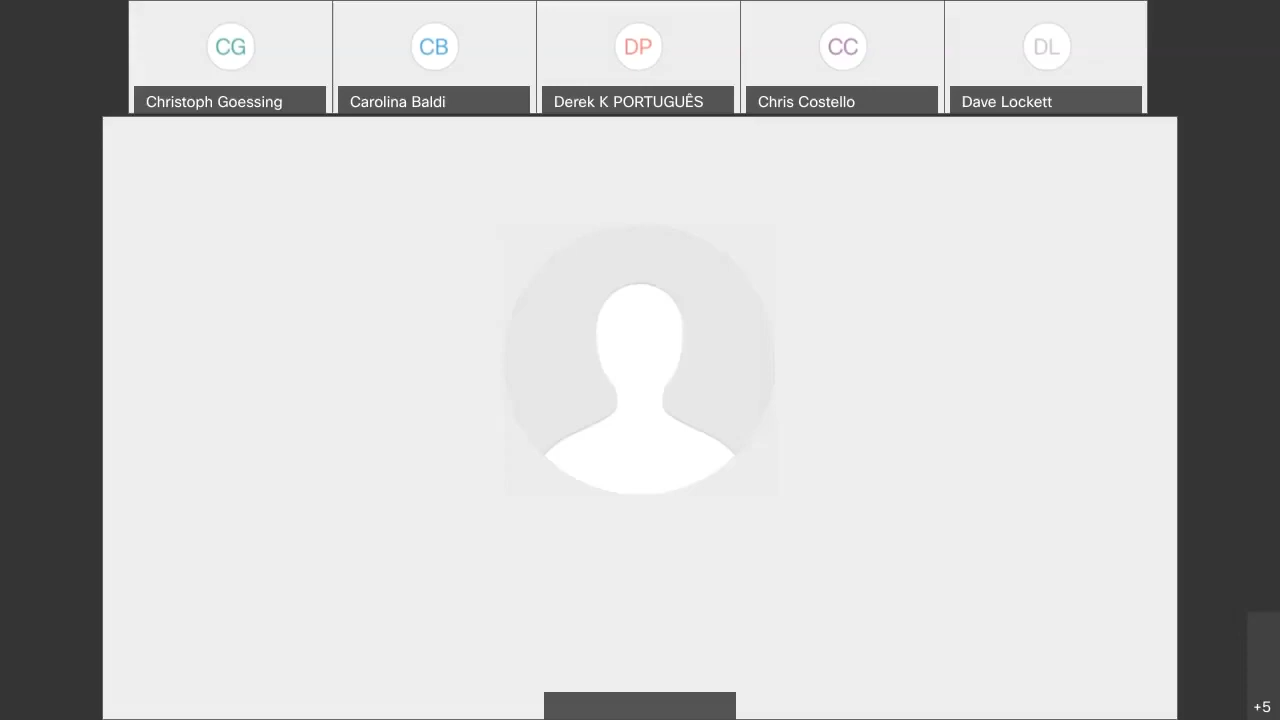 CG
CB
DP
CC
DL
Christoph Goessing
Carolina Baldi
Derek K PORTUGUÊS
Chris Costello
Dave Lockett
+5